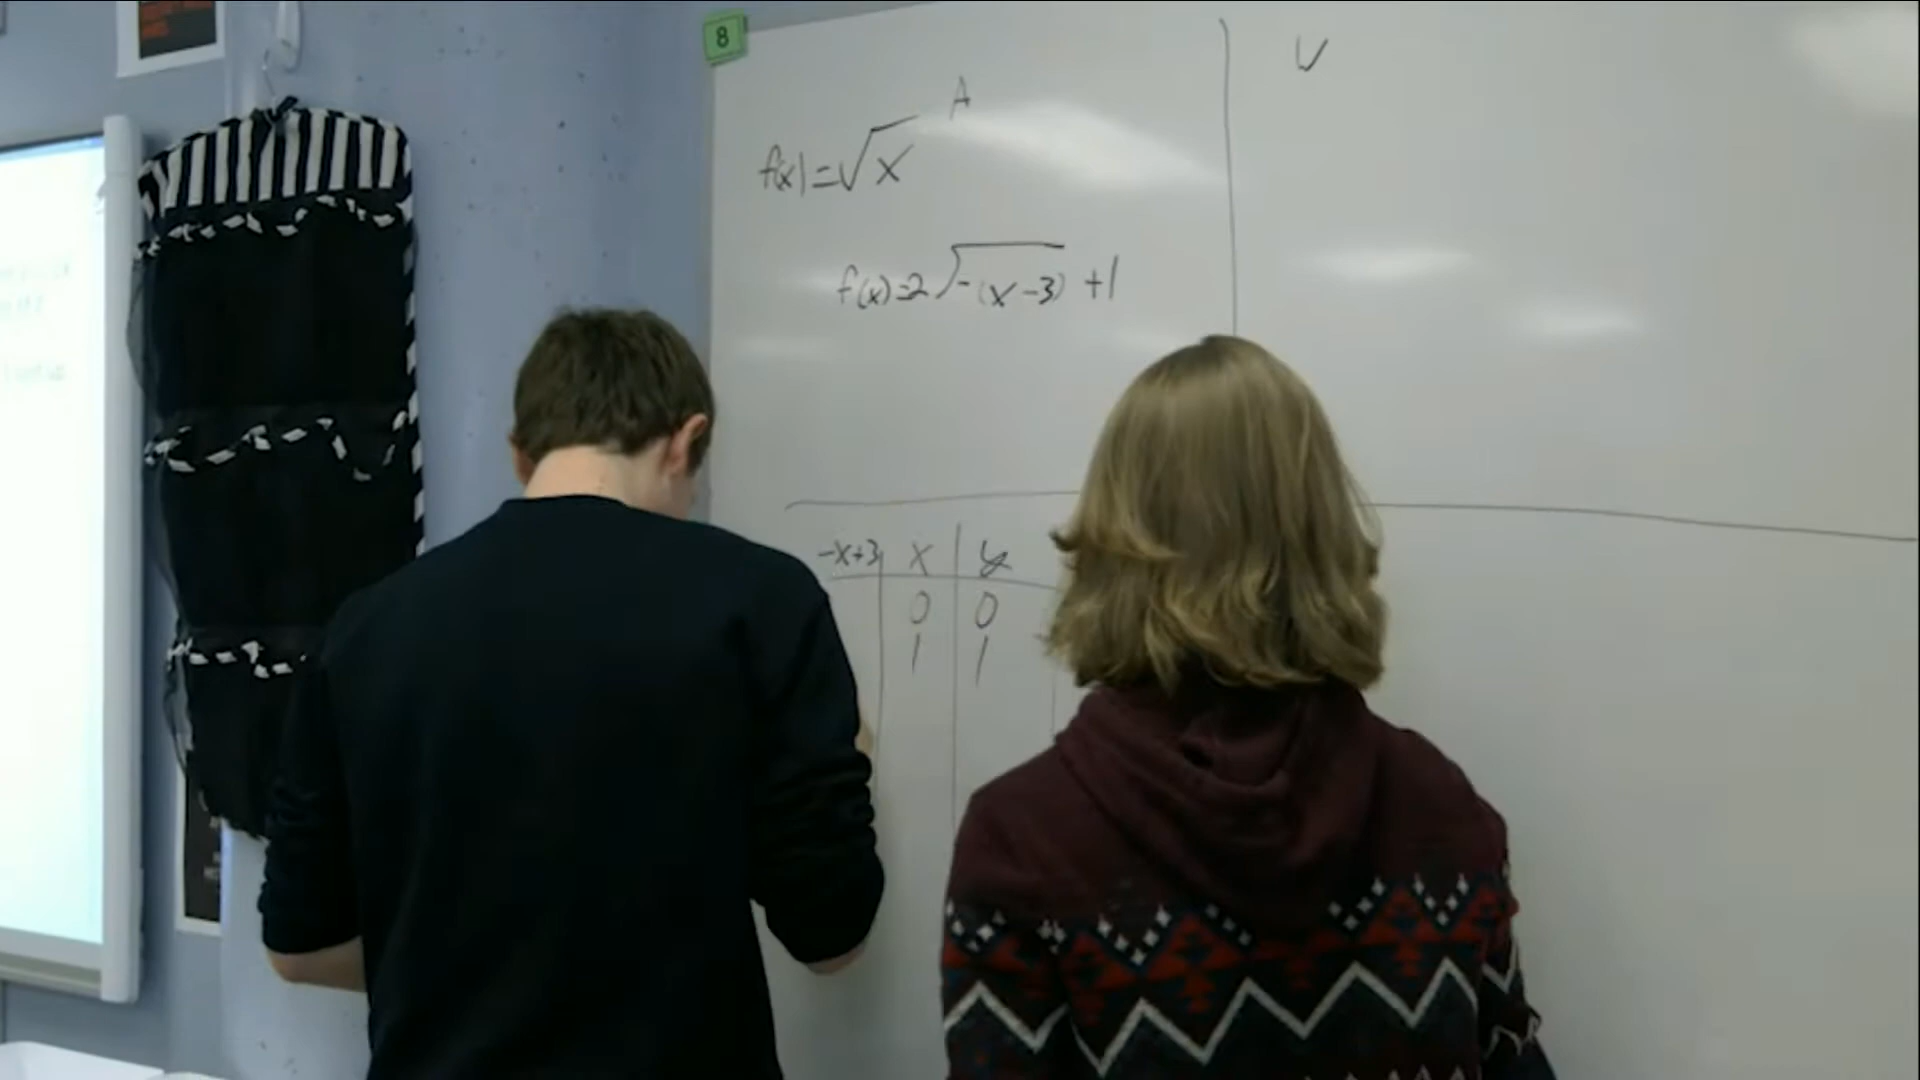 8
A
V
f(x)=√x
f(x)=2√-(x-3) +1
-x+3 x y
0 0
1 1